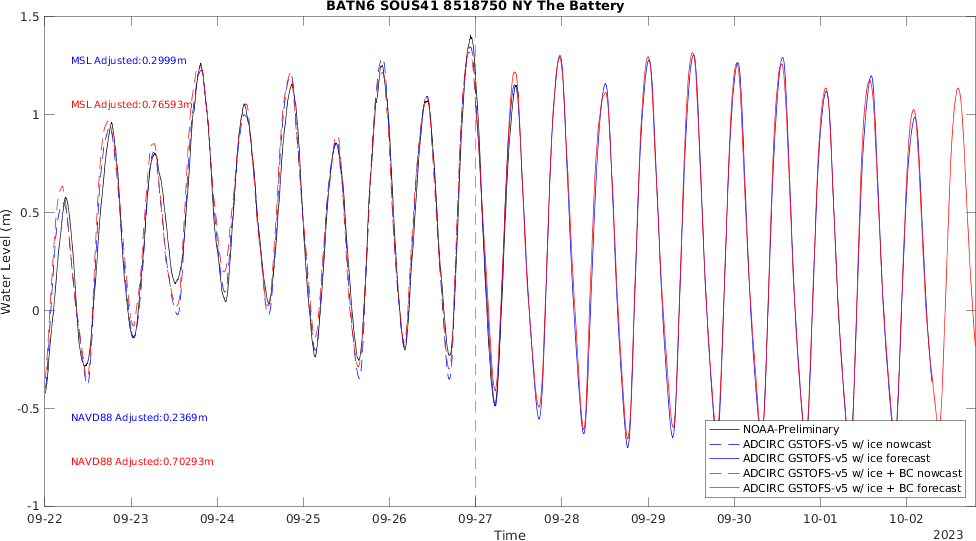 BATN6 SOUS41 8518750 NY The Battery
1.5
1
0.5
0
-0.5
-1
Water Level (m)
MSL Adjusted:0.2999m
MSL Adjusted:0.76593m
NAVD88 Adjusted:0.2369m
NAVD88 Adjusted:0.70293m
NOAA-Preliminary
ADCIRC GSTOFS-v5 w/ ice nowcast
ADCIRC GSTOFS-v5 w/ ice forecast
ADCIRC GSTOFS-v5 w/ ice + BC nowcast
ADCIRC GSTOFS-v5 w/ ice + BC forecast
09-22 09-23 09-24 09-25 09-26 09-27 09-28 09-29 09-30 10-01 10-02
Time
2023